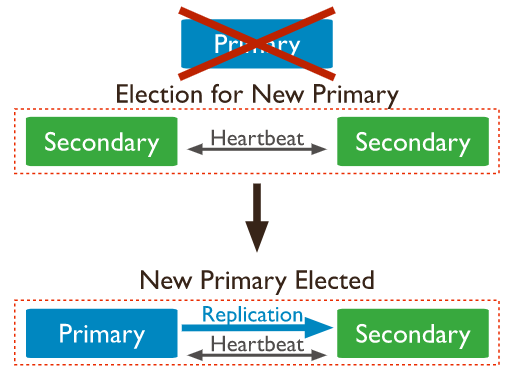 Primary
Election for New Primary
Secondary
Heartbeat
Secondary
New Primary Elected
Primary
Replication
Heartbeat
Secondary